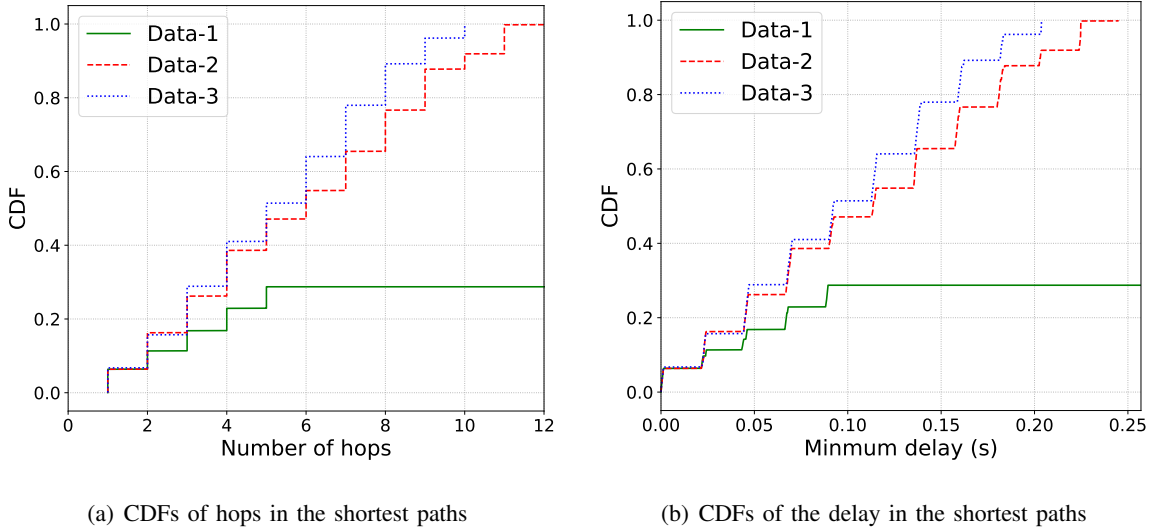 Data-1
Data-2
Data-3
CDF
1.0
0.8
0.6
0.4
0.2
0.0
0 2 4 6 8 10 12
Number of hops
(a) CDFs of hops in the shortest paths
Data-1
Data-2
Data-3
CDF
1.0
0.8
0.6
0.4
0.2
0.0
0.00 0.05 0.10 0.15 0.20 0.25
Minmum delay (s)
(b) CDFs of the delay in the shortest paths